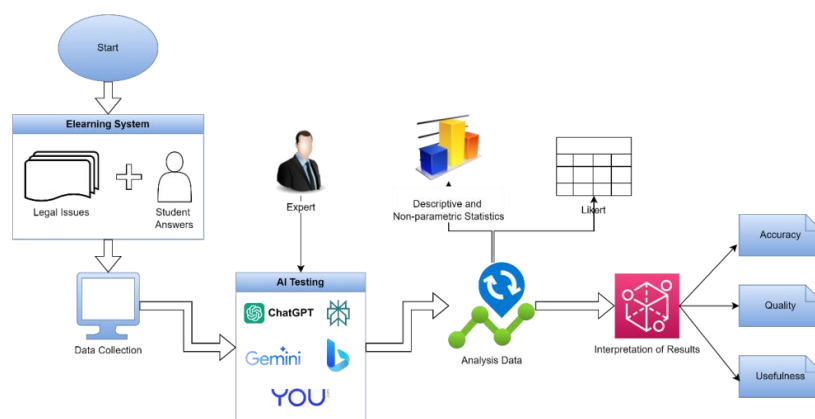 Start
Elearning System
Legal Issues
Student
Answers
Data Collection
Expert
AI Testing
ChatGPT
Gemini
YOU
Descriptive and
Non-parametric Statistics
Likert
Analysis Data
Interpretation of Results
Accuracy
Quality
Usefulness